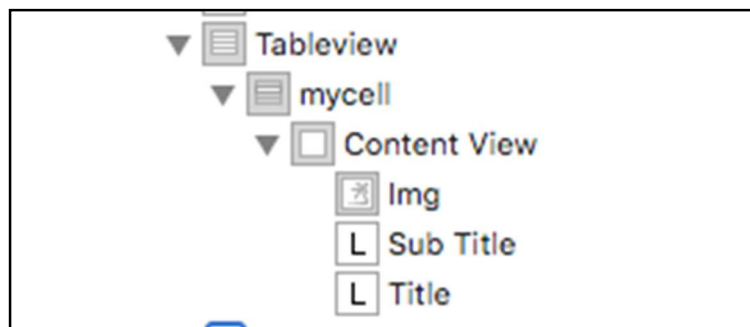 Tableview
mycell
Content View
Img
L Sub Title
L Title